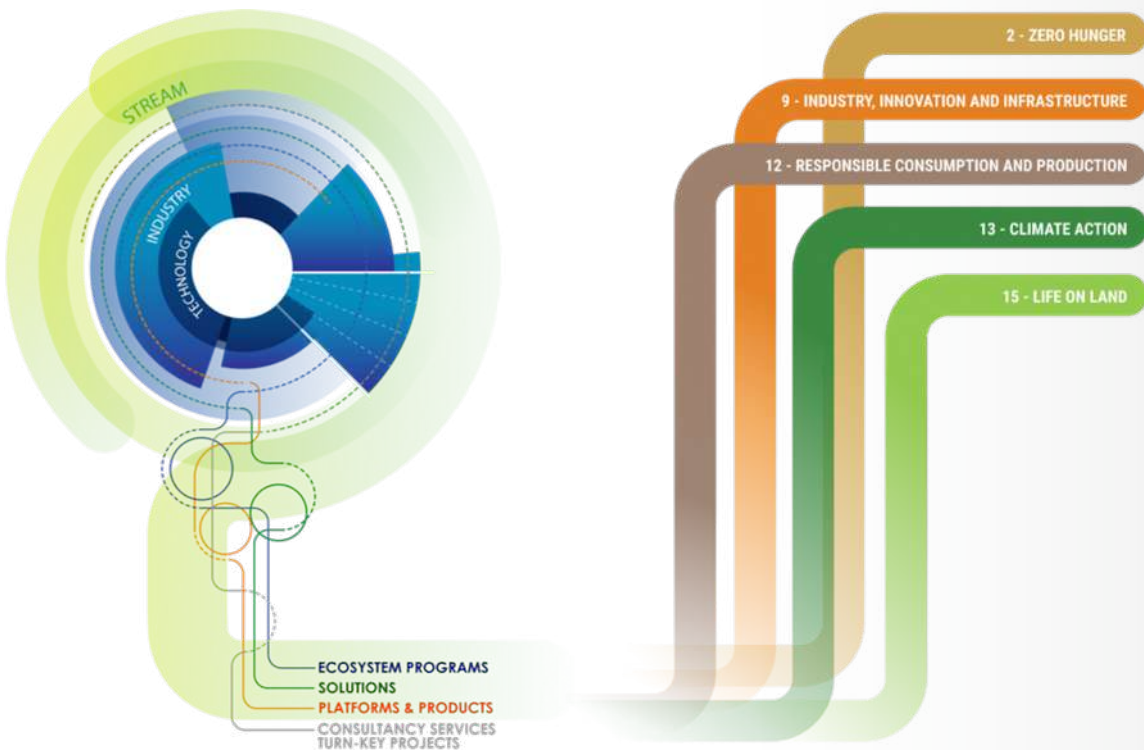 STREAM
INDUSTRY
TECHNOLOGY
2 - ZERO HUNGER
9 - INDUSTRY, INNOVATION AND INFRASTRUCTURE
12 - RESPONSIBLE CONSUMPTION AND PRODUCTION
13 - CLIMATE ACTION
15 - LIFE ON LAND
ECOSYSTEM PROGRAMS
SOLUTIONS
PLATFORMS & PRODUCTS
CONSULTANCY SERVICES
TURN-KEY PROJECTS